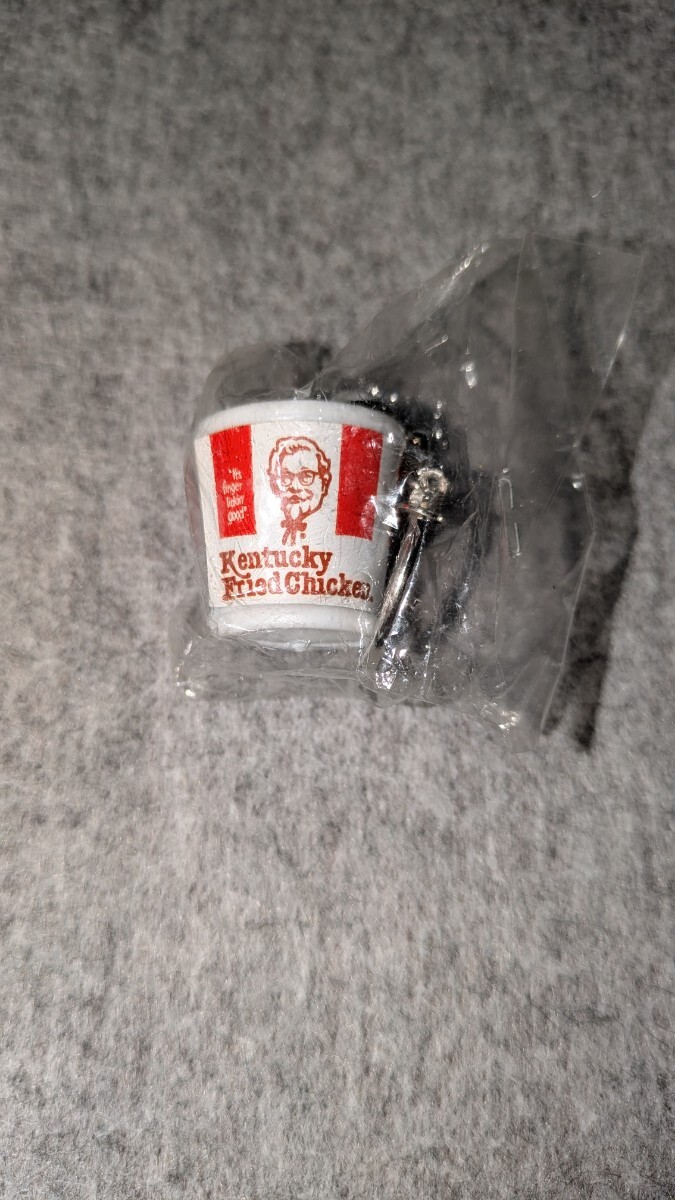 "It's
finger
lickin'
good".
Kentucky
Fried Chicken.